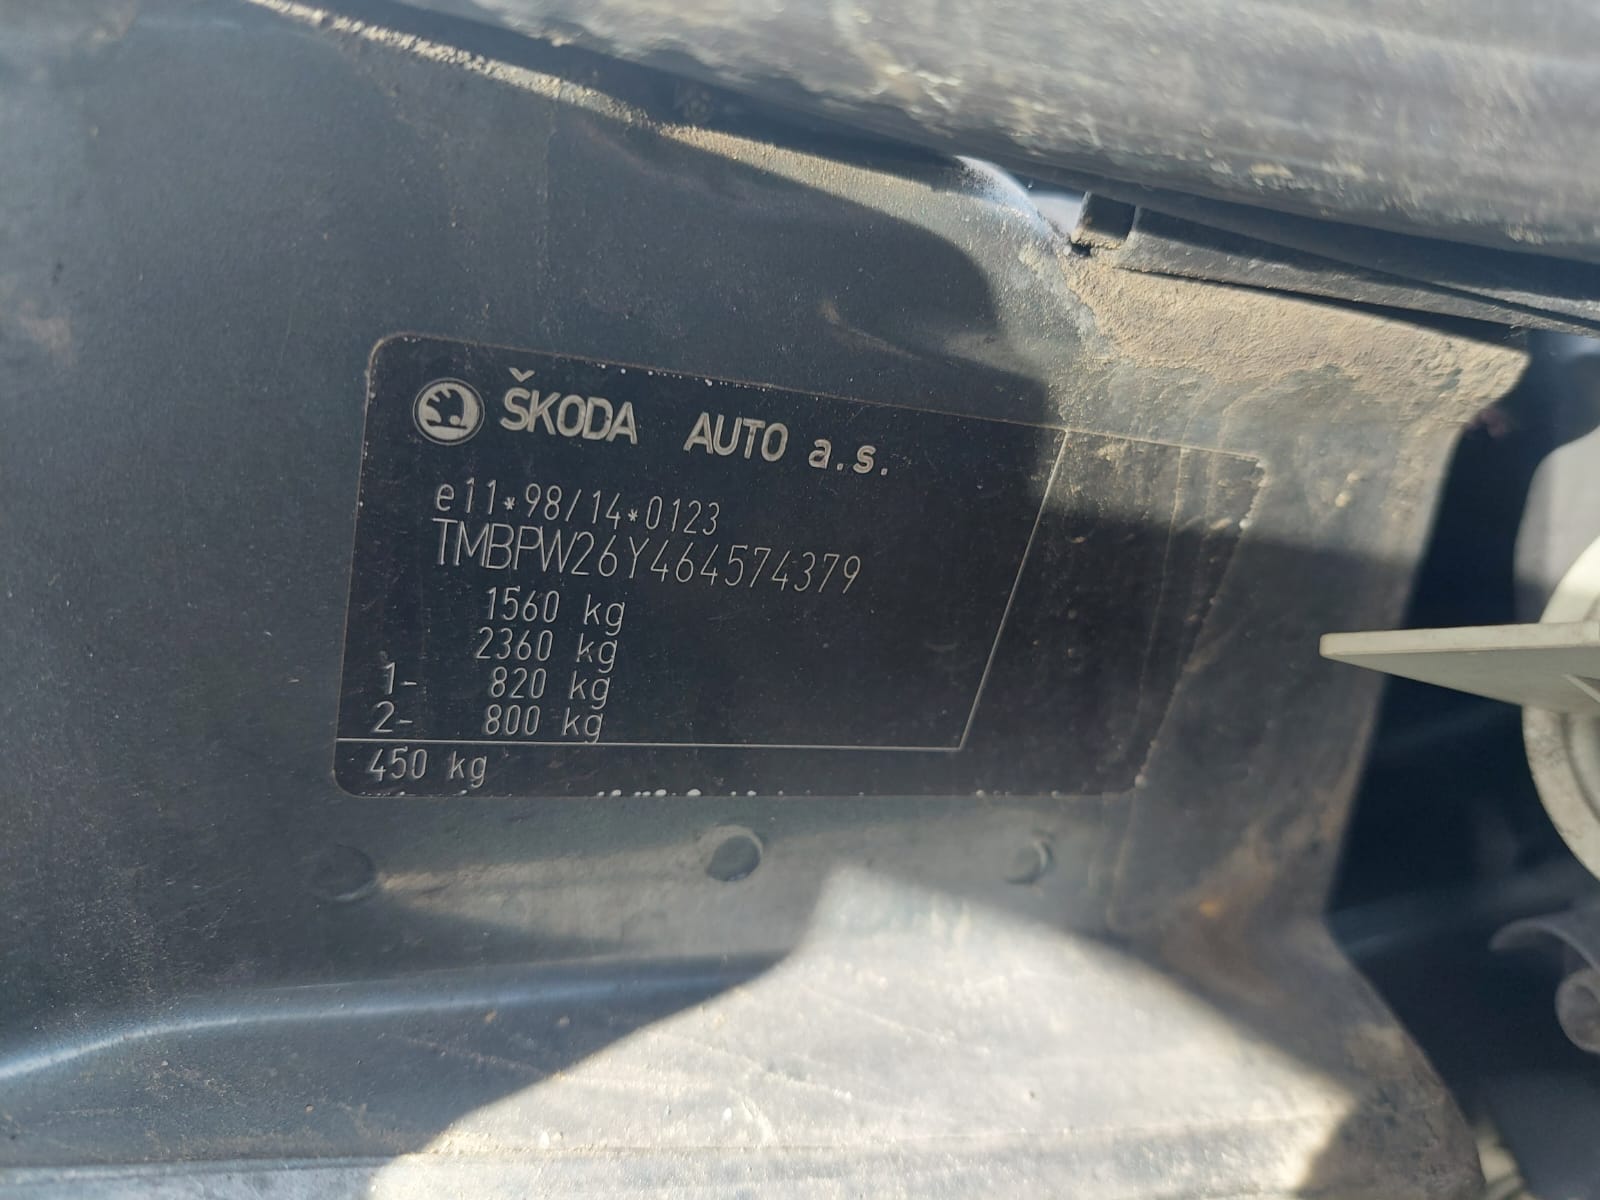 ŠKODA AUTO a.s.
e11*98/14*0123
TMBPW26Y464574379
1560 kg
2360 kg
1- 820 kg
2- 800 kg
450 kg